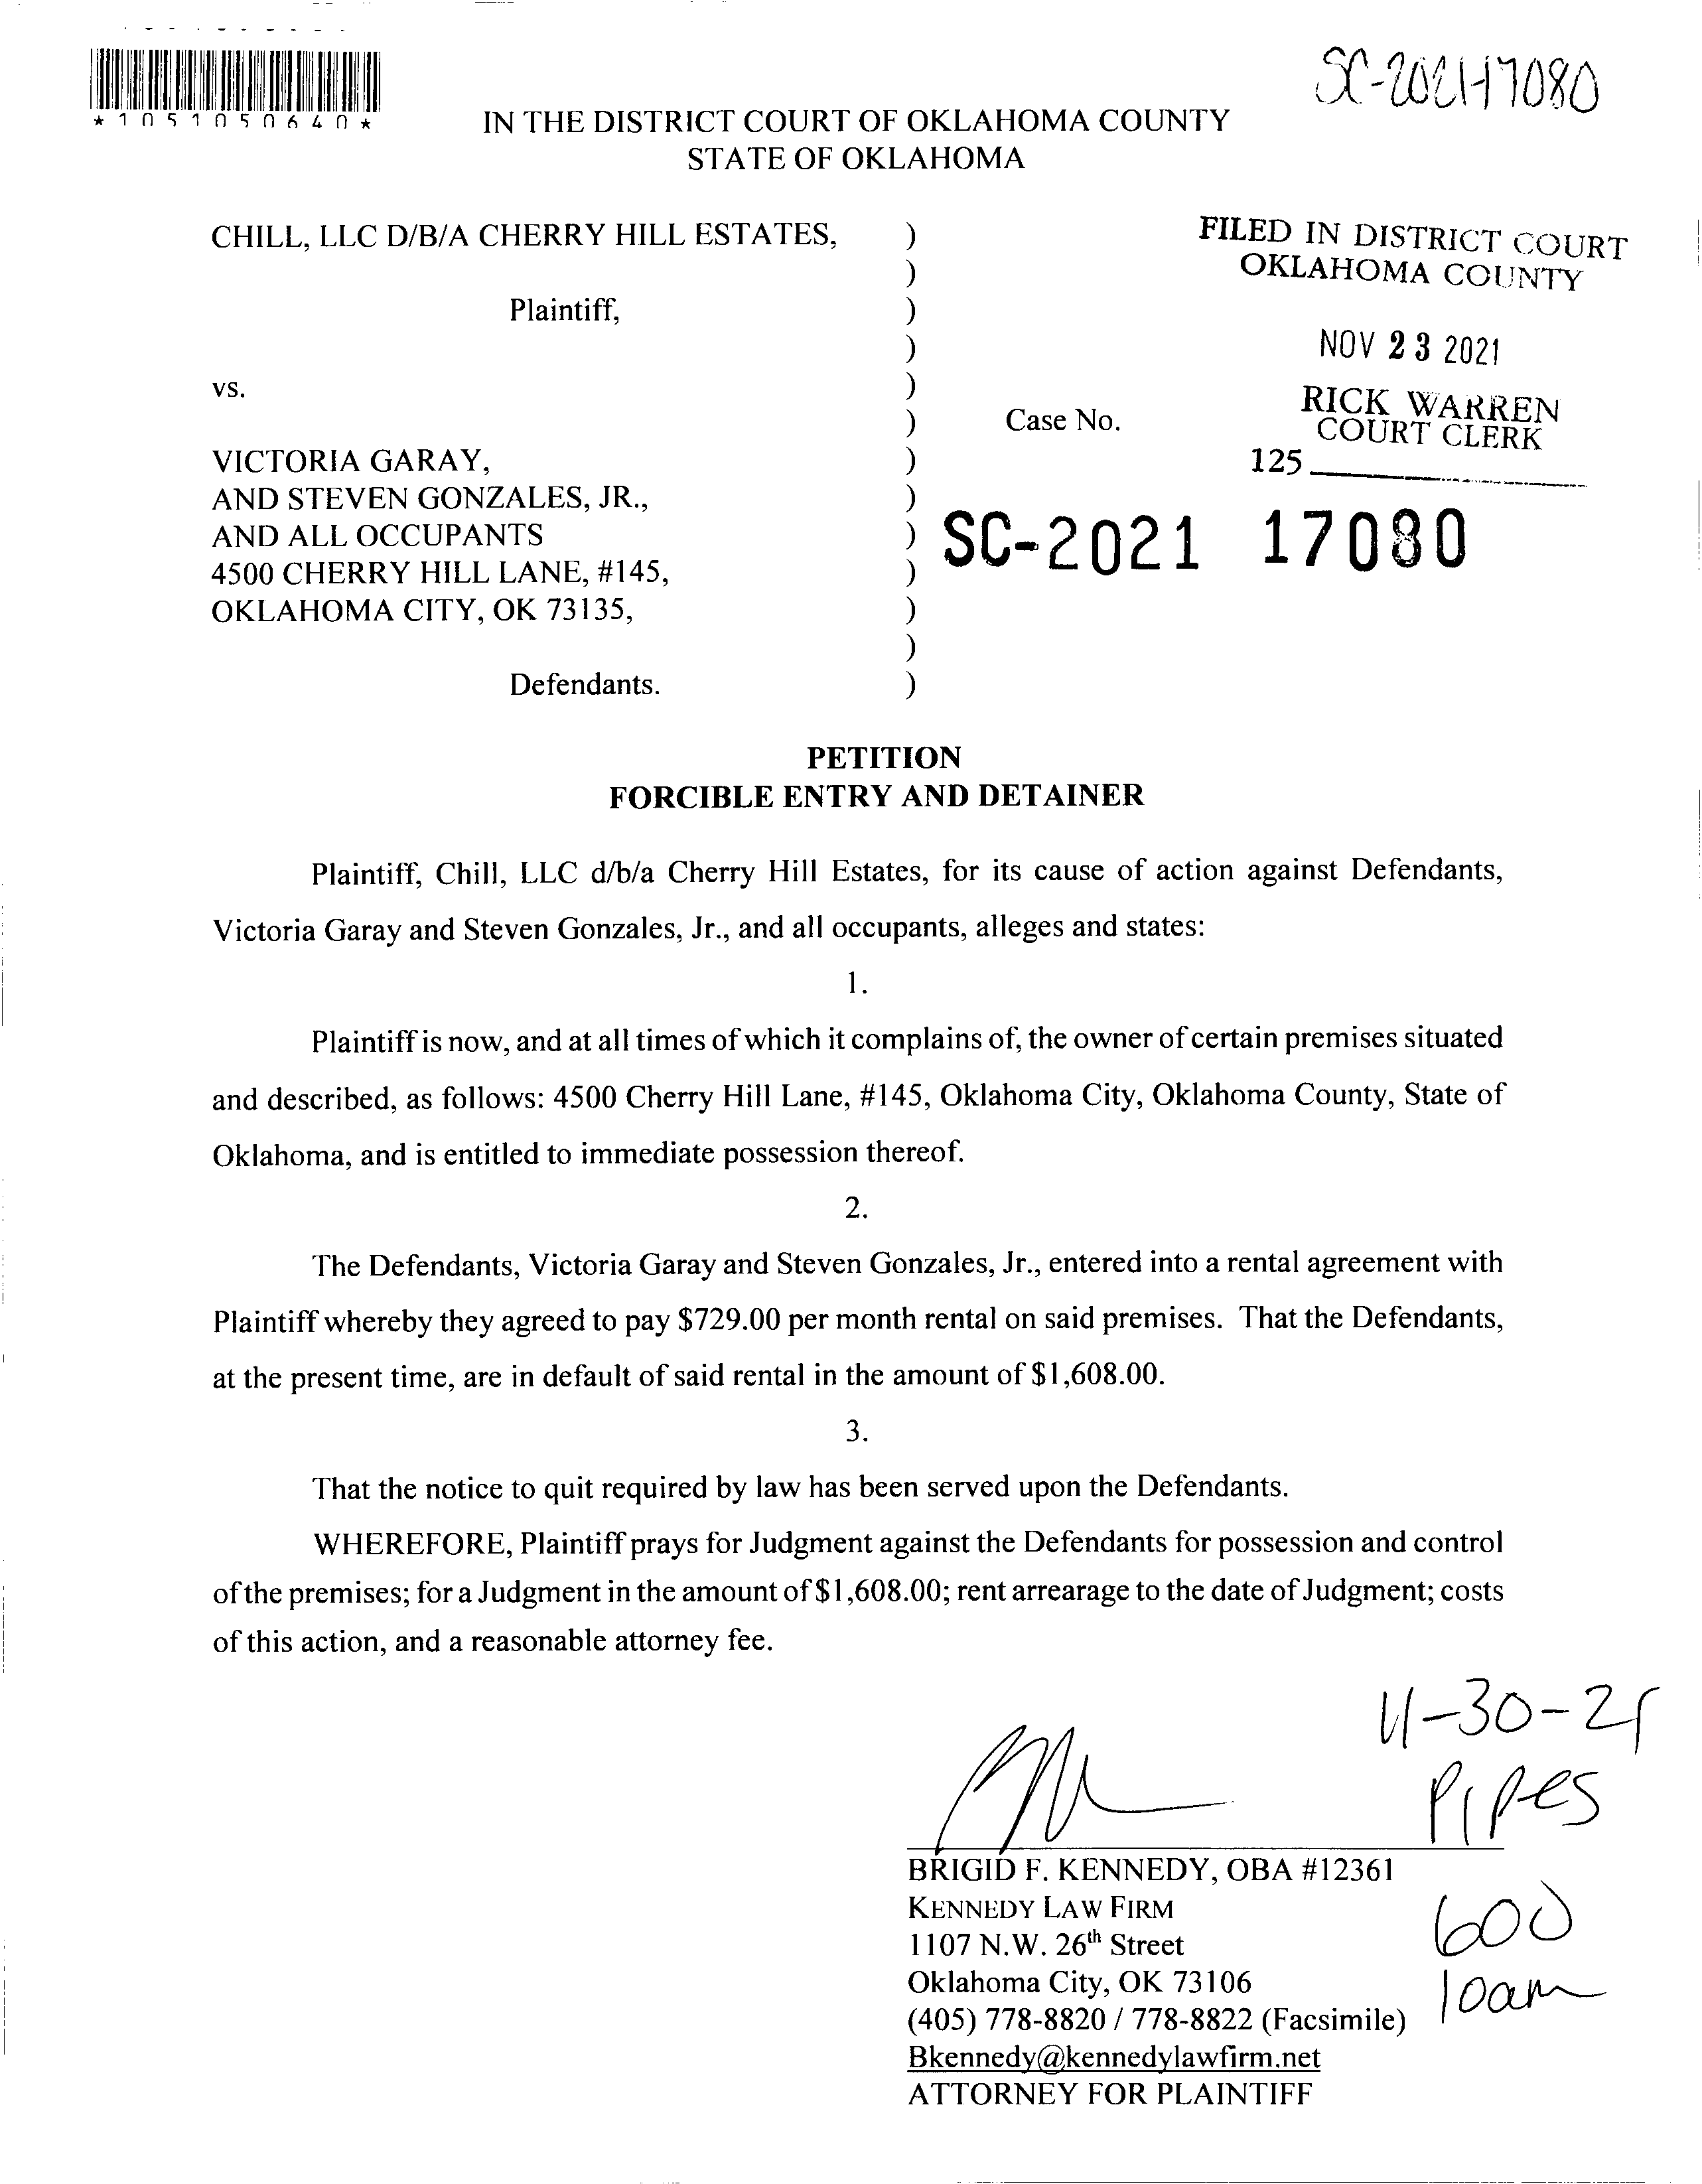 SC-2021-17080
*1051050640*
IN THE DISTRICT COURT OF OKLAHOMA COUNTY
STATE OF OKLAHOMA
CHILL, LLC D/B/A CHERRY HILL ESTATES, )
)
Plaintiff, )
)
vs. )
) Case No.
VICTORIA GARAY, )
AND STEVEN GONZALES, JR., )
AND ALL OCCUPANTS )
4500 CHERRY HILL LANE, #145, )
OKLAHOMA CITY, OK 73135, )
)
Defendants. )
FILED IN DISTRICT COURT
OKLAHOMA COUNTY
NOV 23 2021
RICK WARREN
COURT CLERK
125
SC-2021 17080
PETITION
FORCIBLE ENTRY AND DETAINER
Plaintiff, Chill, LLC d/b/a Cherry Hill Estates, for its cause of action against Defendants,
Victoria Garay and Steven Gonzales, Jr., and all occupants, alleges and states:
1.
Plaintiff is now, and at all times of which it complains of, the owner of certain premises situated
and described, as follows: 4500 Cherry Hill Lane, #145, Oklahoma City, Oklahoma County, State of
Oklahoma, and is entitled to immediate possession thereof.
2.
The Defendants, Victoria Garay and Steven Gonzales, Jr., entered into a rental agreement with
Plaintiff whereby they agreed to pay $729.00 per month rental on said premises. That the Defendants,
at the present time, are in default of said rental in the amount of $1,608.00.
3.
That the notice to quit required by law has been served upon the Defendants.
WHEREFORE, Plaintiff prays for Judgment against the Defendants for possession and control
of the premises; for a Judgment in the amount of $1,608.00; rent arrearage to the date of Judgment; costs
of this action, and a reasonable attorney fee.
11-30-21
Pipes
600
10am
BRIGID F. KENNEDY, OBA #12361
KENNEDY LAW FIRM
1107 N.W. 26th Street
Oklahoma City, OK 73106
(405) 778-8820 / 778-8822 (Facsimile)
Bkennedy@kennedylawfirm.net
ATTORNEY FOR PLAINTIFF